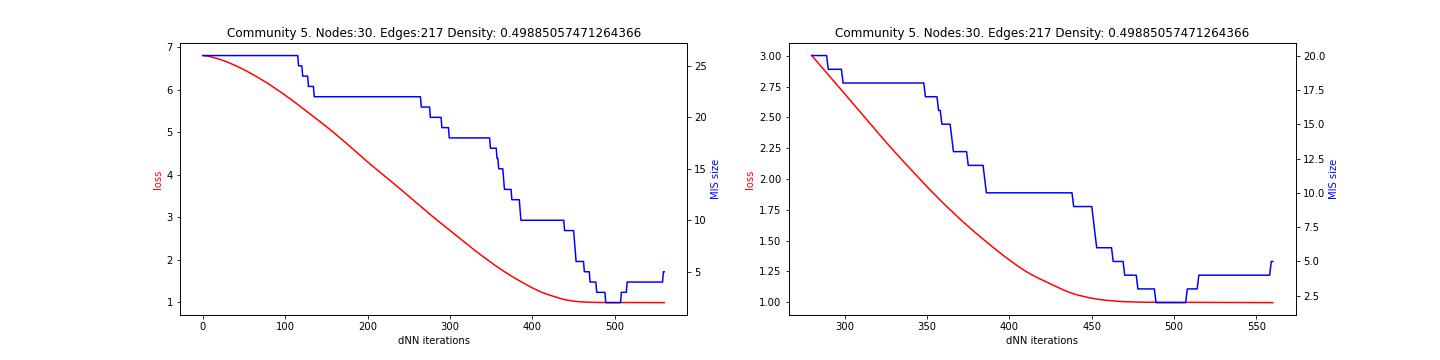 Community 5. Nodes:30. Edges:217 Density: 0.49885057471264366
7
6
5
4
3
2
1
loss
25
20
15
10
5
MIS size
0 100 200 300 400 500
dNN iterations
Community 5. Nodes:30. Edges:217 Density: 0.49885057471264366
3.00
2.75
2.50
2.25
2.00
1.75
1.50
1.25
1.00
loss
20.0
17.5
15.0
12.5
10.0
7.5
5.0
2.5
MIS size
300 350 400 450 500 550
dNN iterations